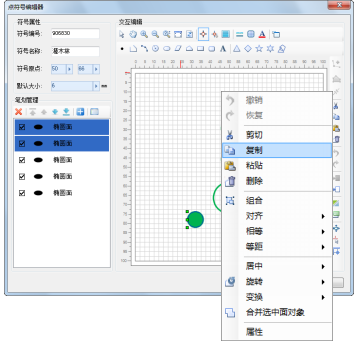 点符号编辑器
符号属性
符号编号: 908830
符号名称: 灌木林
符号原点: 50 66
默认大小: 6
笔划管理
椭圆面
椭圆面
椭圆面
椭圆面
椭圆面
交互编辑
撤销
恢复
剪切
复制
粘贴
删除
组合
对齐
相等
等距
居中
旋转
变换
合并选中面对象
属性